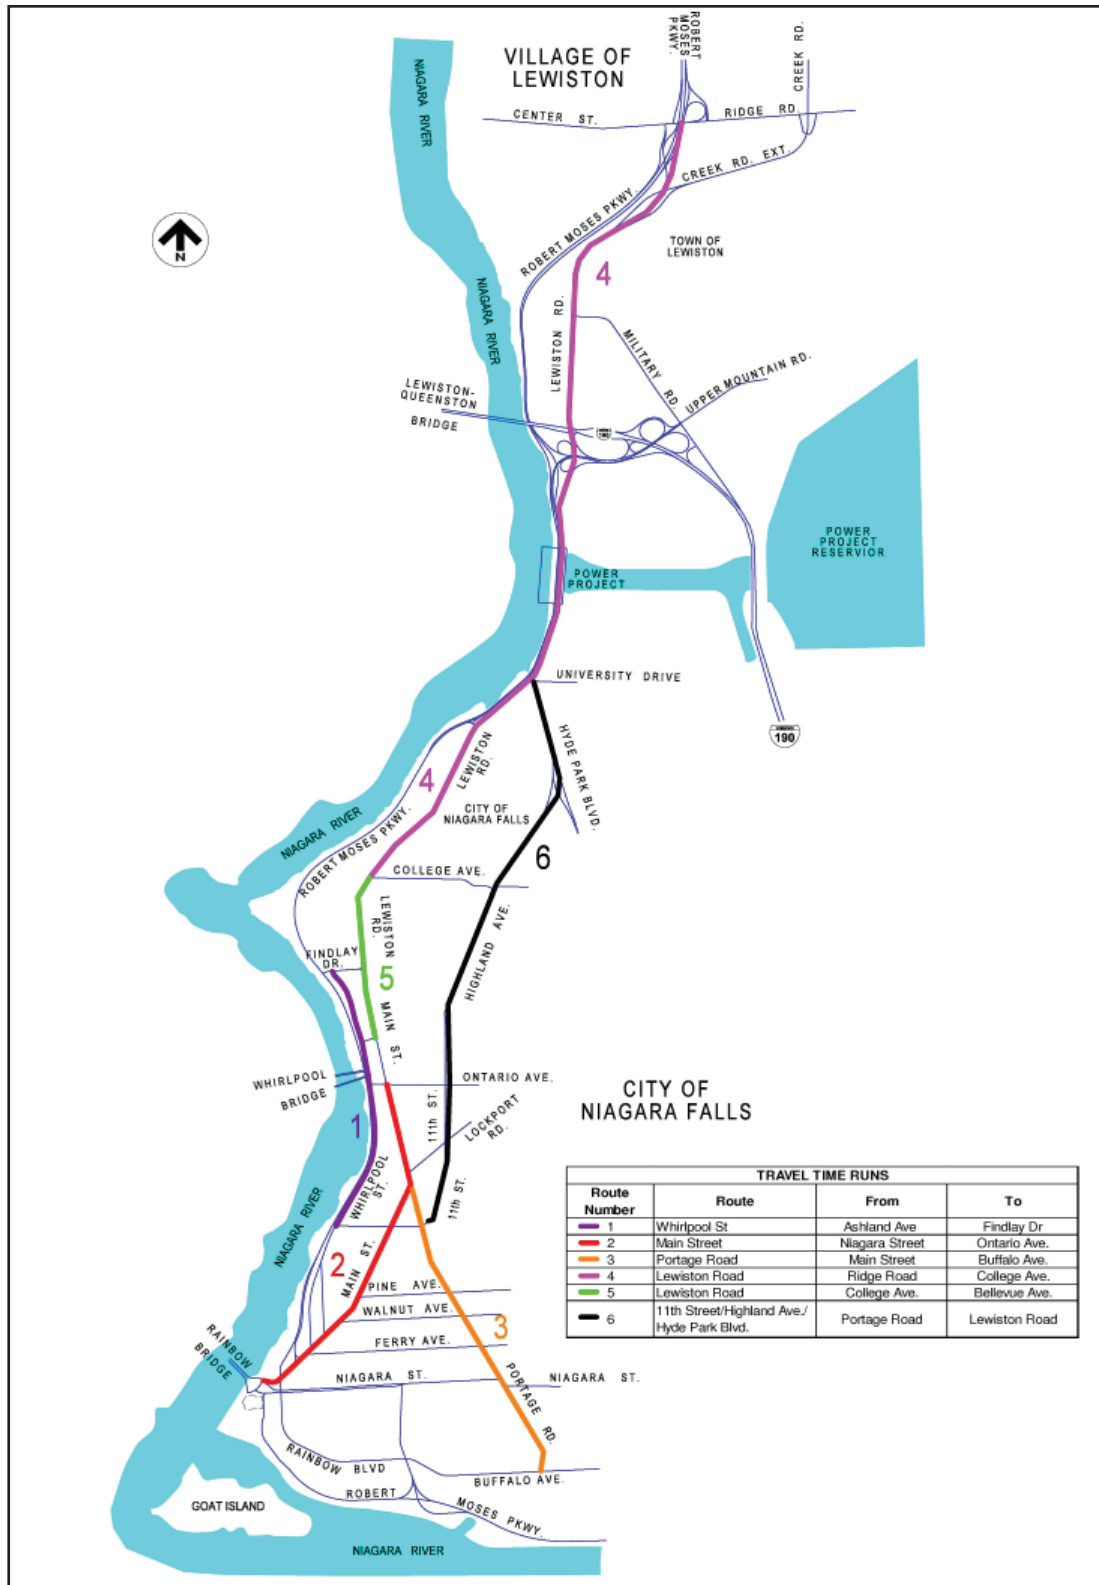 ROBERT
MOSES
PKWY.
CREEK RD.
VILLAGE OF
LEWISTON
NIAGARA RIVER
CENTER ST.
RIDGE RD.
CREEK RD. EXT.
ROBERT MOSES PKWY.
N
TOWN OF
LEWISTON
4
NIAGARA RIVER
LEWISTON RD.
MILITARY RD.
UPPER MOUNTAIN RD.
LEWISTON-
QUEENSTON
BRIDGE
190
POWER
PROJECT
RESERVIOR
POWER
PROJECT
UNIVERSITY DRIVE
190
LEWISTON
RD.
HYDE PARK BLVD.
4
CITY OF
NIAGARA FALLS
NIAGARA RIVER
ROBERT MOSES PKWY.
6
COLLEGE AVE.
LEWISTON
RD.
HIGHLAND AVE.
FINDLAY
DR.
5
MAIN ST.
WHIRLPOOL
BRIDGE
ONTARIO AVE.
CITY OF
NIAGARA FALLS
1
11th ST.
LOCKPORT
RD.
WHIRLPOOL
ST.
11th ST.
NIAGARA RIVER
2
MAIN ST.
PINE AVE.
WALNUT AVE.
3
FERRY AVE.
RAINBOW
BRIDGE
NIAGARA ST.
NIAGARA ST.
PORTAGE RD.
RAINBOW BLVD
BUFFALO AVE.
ROBERT MOSES PKWY.
GOAT ISLAND
NIAGARA RIVER
TRAVEL TIME RUNS
Route Number Route From To
1 Whirlpool St Ashland Ave Findlay Dr
2 Main Street Niagara Street Ontario Ave.
3 Portage Road Main Street Buffalo Ave.
4 Lewiston Road Ridge Road College Ave.
5 Lewiston Road College Ave. Bellevue Ave.
6 11th Street/Highland Ave./ Hyde Park Blvd. Portage Road Lewiston Road